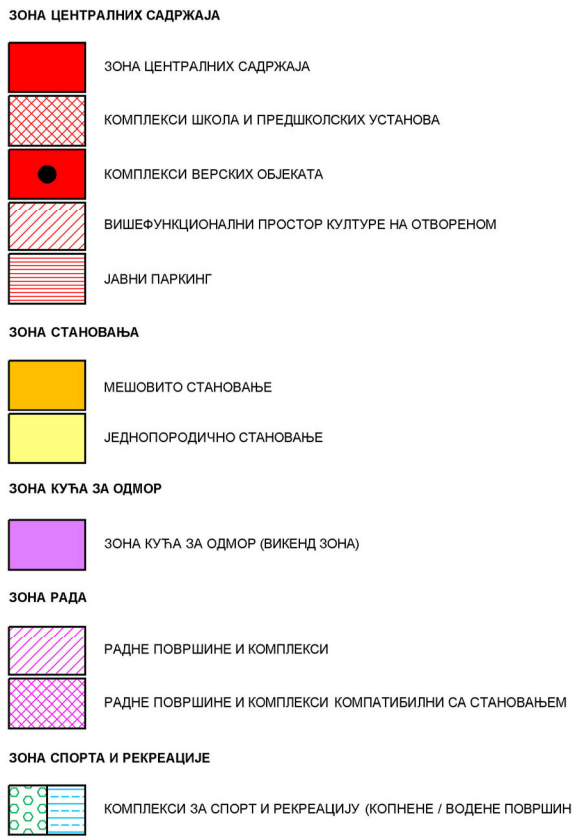 ЗОНА ЦЕНТРАЛНИХ САДРЖАЈА
ЗОНА ЦЕНТРАЛНИХ САДРЖАЈА
КОМПЛЕКСИ ШКОЛА И ПРЕДШКОЛСКИХ УСТАНОВА
КОМПЛЕКСИ ВЕРСКИХ ОБЈЕКАТА
ВИШЕФУНКЦИОНАЛНИ ПРОСТОР КУЛТУРЕ НА ОТВОРЕНОМ
ЈАВНИ ПАРКИНГ
ЗОНА СТАНОВАЊА
МЕШОВИТО СТАНОВАЊЕ
ЈЕДНОПОРОДИЧНО СТАНОВАЊЕ
ЗОНА КУЋА ЗА ОДМОР
ЗОНА КУЋА ЗА ОДМОР (ВИКЕНД ЗОНА)
ЗОНА РАДА
РАДНЕ ПОВРШИНЕ И КОМПЛЕКСИ
РАДНЕ ПОВРШИНЕ И КОМПЛЕКСИ КОМПАТИБИЛНИ СА СТАНОВАЊЕМ
ЗОНА СПОРТА И РЕКРЕАЦИЈЕ
КОМПЛЕКСИ ЗА СПОРТ И РЕКРЕАЦИЈУ (КОПНЕНЕ / ВОДЕНЕ ПОВРШИН